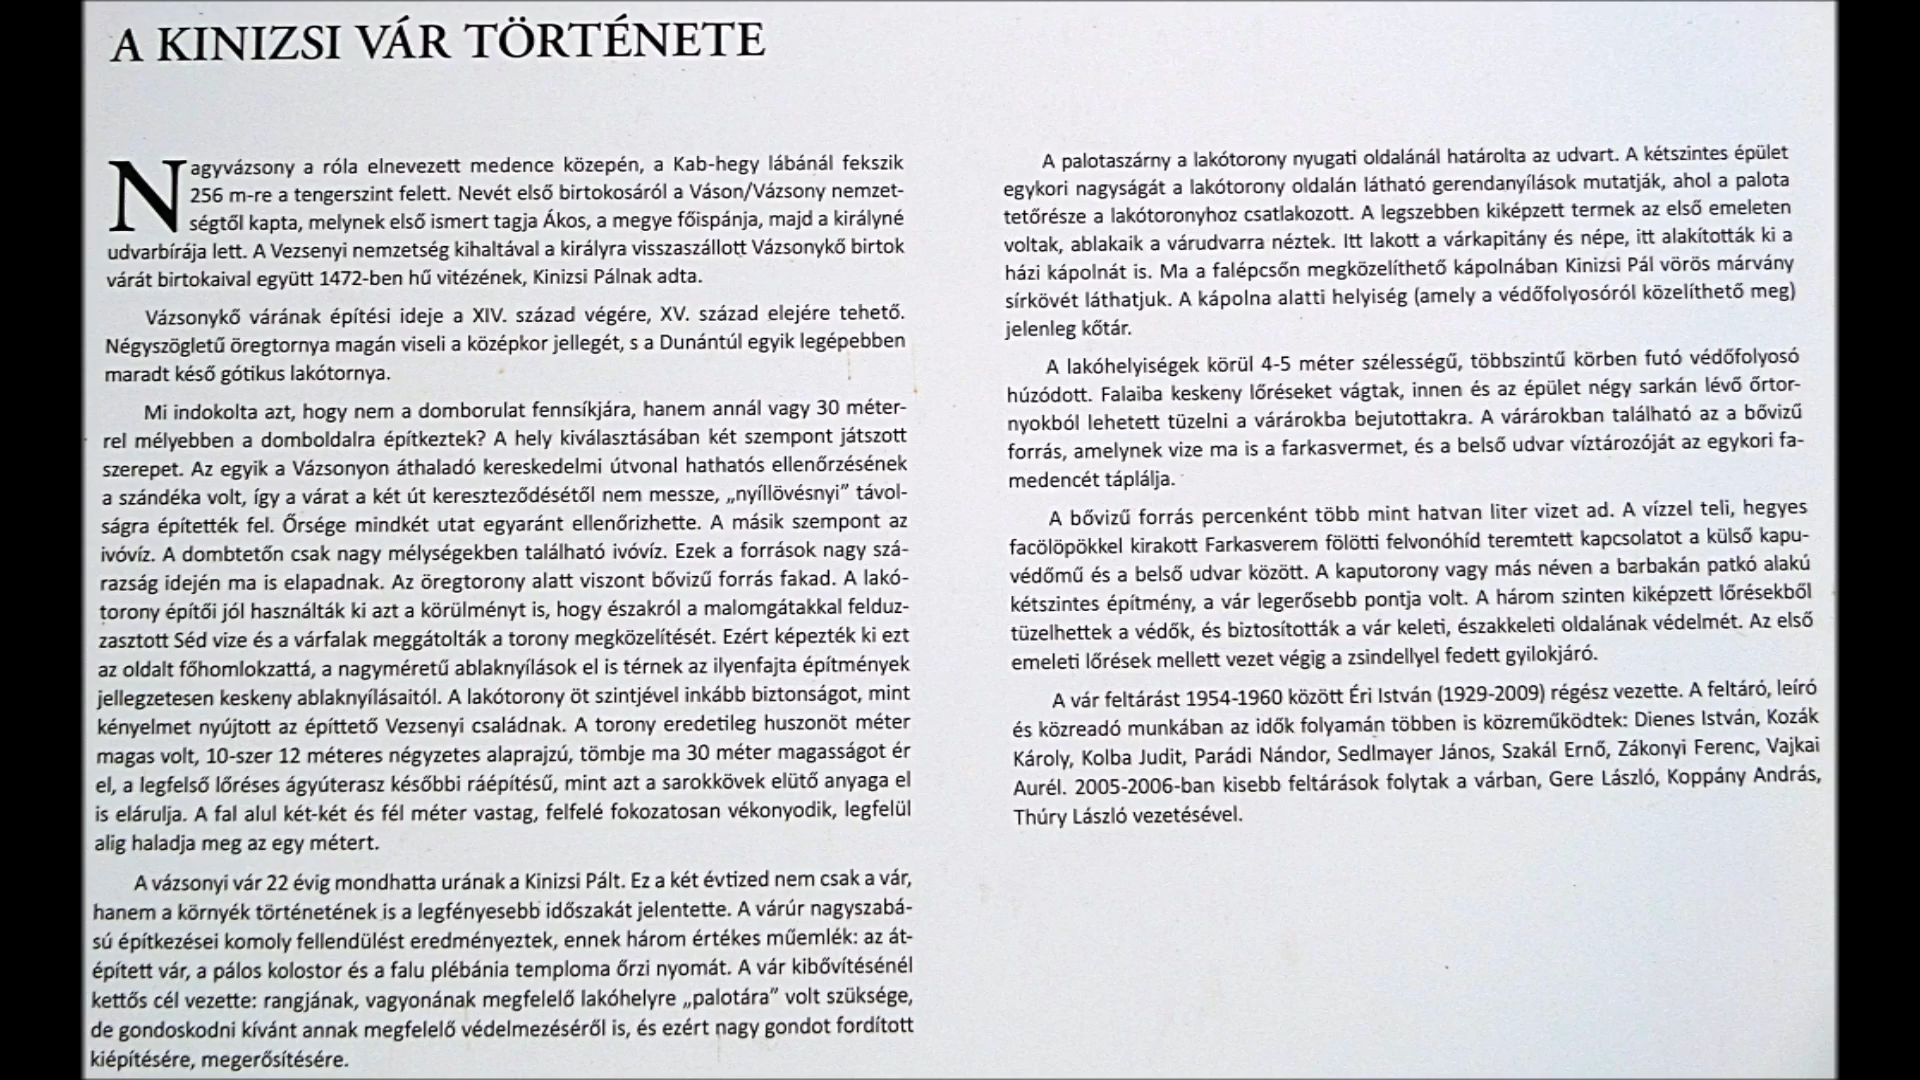 A KINIZSI VÁR TÖRTÉNETE
Nagyvázsony a róla elnevezett medence közepén, a Kab-hegy lábánál fekszik
256 m-re a tengerszint felett. Nevét első birtokosáról a Váson/Vázsony nemzet-
ségtől kapta, melynek első ismert tagja Ákos, a megye főispánja, majd a királyné
udvarbírája lett. A Vezsenyi nemzetség kihaltával a királyra visszaszállott Vázsonykő birtok
várát birtokaival együtt 1472-ben hű vitézének, Kinizsi Pálnak adta.
Vázsonykő várának építési ideje a XIV. század végére, XV. század elejére tehető.
Négyszögletű öregtornya magán viseli a középkor jellegét, s a Dunántúl egyik legépebben
maradt késő gótikus lakótornya.
Mi indokolta azt, hogy nem a domborulat fennsíkjára, hanem annál vagy 30 méter-
rel mélyebben a domboldalra építkeztek? A hely kiválasztásában két szempont játszott
szerepet. Az egyik a Vázsonyon áthaladó kereskedelmi útvonal hathatós ellenőrzésének
a szándéka volt, így a várat a két út kereszteződésétől nem messze, „nyíllövésnyi” távol-
ságra építették fel. Őrsége mindkét utat egyaránt ellenőrizhette. A másik szempont az
ivóvíz. A dombtetőn csak nagy mélységekben található ivóvíz. Ezek a források nagy szá-
razság idején ma is elapadnak. Az öregtorony alatt viszont bővizű forrás fakad. A lakó-
torony építői jól használták ki azt a körülményt is, hogy északról a malomgátakkal felduz-
zasztott Séd vize és a várfalak meggátolták a torony megközelítését. Ezért képezték ki ezt
az oldalt főhomlokzattá, a nagyméretű ablaknyílások el is térnek az ilyenfajta építmények
jellegzetesen keskeny ablaknyílásaitól. A lakótorony öt szintjével inkább biztonságot, mint
kényelmet nyújtott az építtető Vezsenyi családnak. A torony eredetileg huszonöt méter
magas volt, 10-szer 12 méteres négyzetes alaprajzú, tömbje ma 30 méter magasságot ér
el, a legfelső lőréses ágyúterasz későbbi ráépítésű, mint azt a sarokkövek elütő anyaga el
is elárulja. A fal alul két-két és fél méter vastag, felfelé fokozatosan vékonyodik, legfelül
alig haladja meg az egy métert.
A vázsonyi vár 22 évig mondhatta urának a Kinizsi Pált. Ez a két évtized nem csak a vár,
hanem a környék történetének is a legfényesebb időszakát jelentette. A várúr nagyszabá-
sú építkezései komoly fellendülést eredményeztek, ennek három értékes műemlék: az át-
épített vár, a pálos kolostor és a falu plébánia temploma őrzi nyomát. A vár kibővítésénél
kettős cél vezette: rangjának, vagyonának megfelelő lakóhelyre „palotára” volt szüksége,
de gondoskodni kívánt annak megfelelő védelmezéséről is, és ezért nagy gondot fordított
kiépítésére, megerősítésére.
A palotaszárny a lakótorony nyugati oldalánál határolta az udvart. A kétszintes épület
egykori nagyságát a lakótorony oldalán látható gerendanyílások mutatják, ahol a palota
tetőrésze a lakótoronyhoz csatlakozott. A legszebben kiképzett termek az első emeleten
voltak, ablakaik a várudvarra néztek. Itt lakott a várkapitány és népe, itt alakították ki a
házi kápolnát is. Ma a falépcsőn megközelíthető kápolnában Kinizsi Pál vörös márvány
sírkövét láthatjuk. A kápolna alatti helyiség (amely a védőfolyosóról közelíthető meg)
jelenleg kőtár.
A lakóhelyiségek körül 4-5 méter szélességű, többszintű körben futó védőfolyosó
húzódott. Falaiba keskeny lőréseket vágtak, innen és az épület négy sarkán lévő őrtor-
nyokból lehetett tüzelni a várárokba bejutottakra. A várárokban található az a bővizű
forrás, amelynek vize ma is a farkasvermet, és a belső udvar víztározóját az egykori fa-
medencét táplálja.
A bővizű forrás percenként több mint hatvan liter vizet ad. A vízzel teli, hegyes
facölöpökkel kirakott Farkasverem fölötti felvonóhíd teremtett kapcsolatot a külső kapu-
védőmű és a belső udvar között. A kaputorony vagy más néven a barbakán patkó alakú
kétszintes építmény, a vár legerősebb pontja volt. A három szinten kiképzett lőrésekből
tüzelhettek a védők, és biztosították a vár keleti, északkeleti oldalának védelmét. Az első
emeleti lőrések mellett vezet végig a zsindellyel fedett gyilokjáró.
A vár feltárást 1954-1960 között Éri István (1929-2009) régész vezette. A feltáró, leíró
és közreadó munkában az idők folyamán többen is közreműködtek: Dienes István, Kozák
Károly, Kolba Judit, Parádi Nándor, Sedlmayer János, Szakál Ernő, Zákonyi Ferenc, Vajkai
Aurél. 2005-2006-ban kisebb feltárások folytak a várban, Gere László, Koppány András,
Thúry László vezetésével.